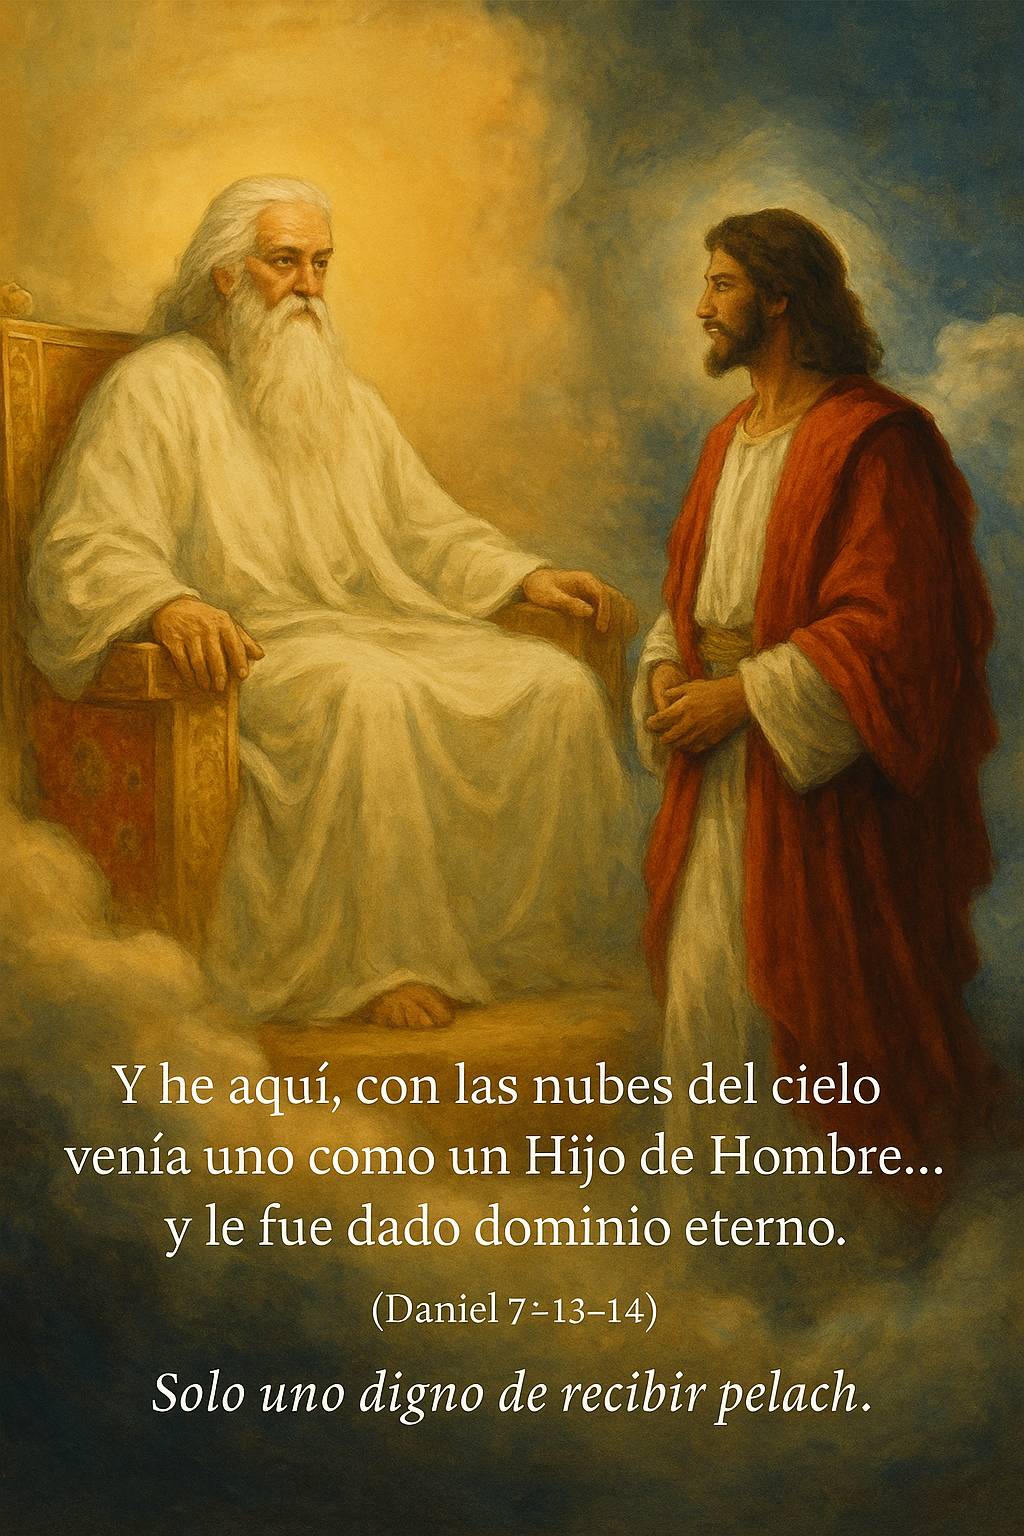 Y he aquí, con las nubes del cielo
venía uno como un Hijo de Hombre...
y le fue dado dominio eterno.
(Daniel 7:–13–14)
Solo uno digno de recibir pelach.